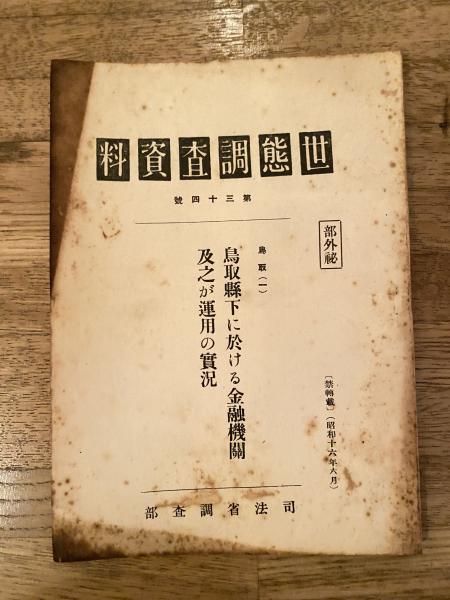 世態調査資料
第三十四號
部外祕
鳥取(一)
鳥取縣下に於ける金融機關
及之が運用の實況
〔禁轉載〕(昭和十六年六月)
司法省調査部